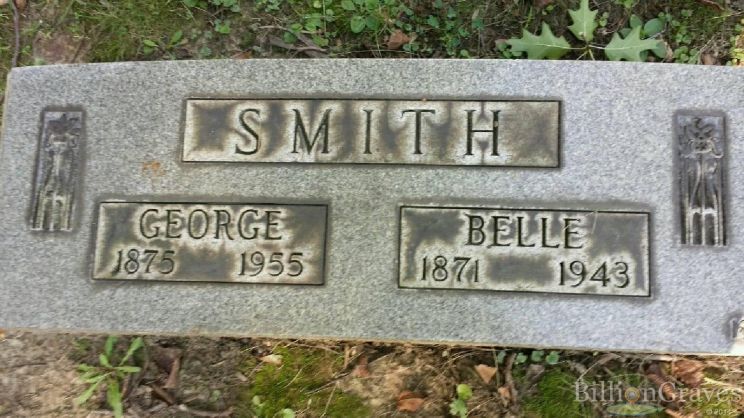 SMITH
GEORGE
1875 1955
BELLE
1871 1943
BillionGraves